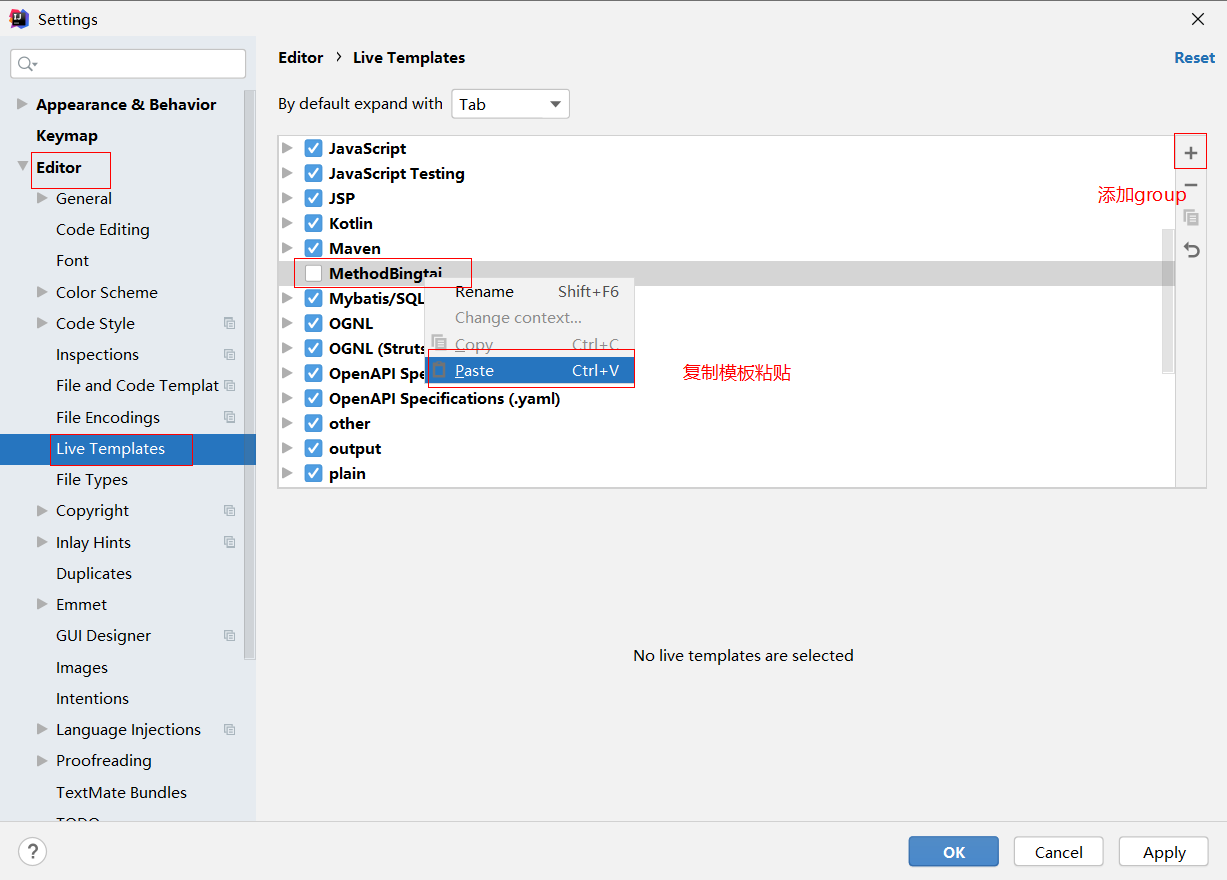 Settings
Editor › Live Templates
Reset
By default expand with Tab
Appearance & Behavior
Keymap
Editor
General
Code Editing
Font
Color Scheme
Code Style
Inspections
File and Code Templat
File Encodings
Live Templates
File Types
Copyright
Inlay Hints
Duplicates
Emmet
GUI Designer
Images
Intentions
Language Injections
Proofreading
TextMate Bundles
TODO
JavaScript
JavaScript Testing
JSP
Kotlin
Maven
MethodBingtai
Mybatis/SQL
OGNL
OGNL (Struts
OpenAPI Spe
OpenAPI Specifications (.yaml)
other
output
plain
Rename Shift+F6
Change context...
Copy Ctrl+C
Paste Ctrl+V
添加group
复制模板粘贴
No live templates are selected
?
OK
Cancel
Apply